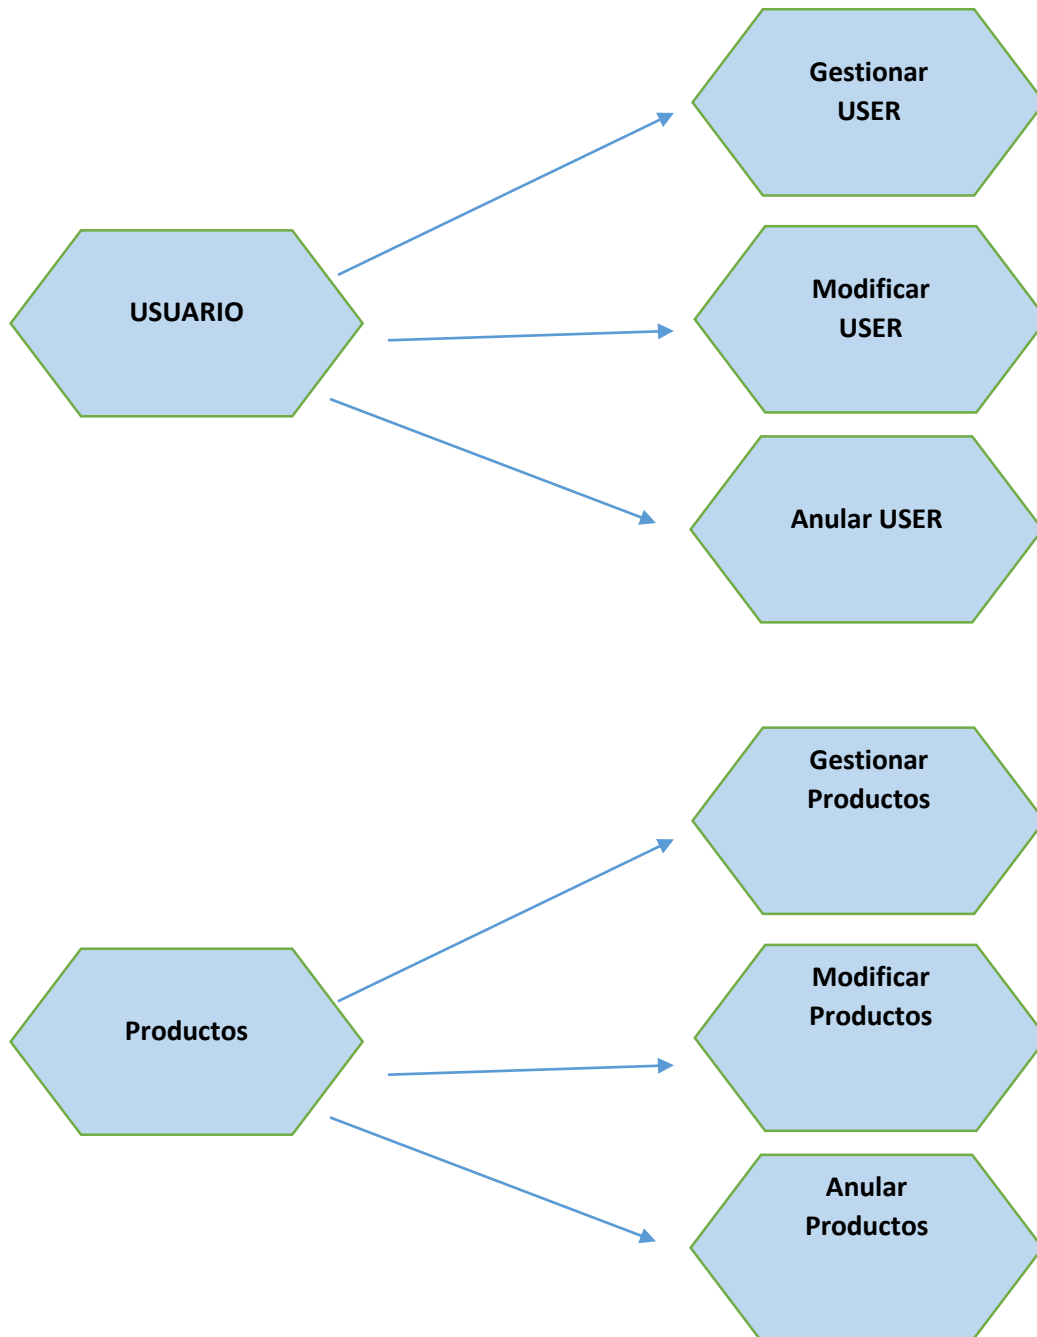 Gestionar
USER
USUARIO
Modificar
USER
Anular USER
Gestionar
Productos
Productos
Modificar
Productos
Anular
Productos